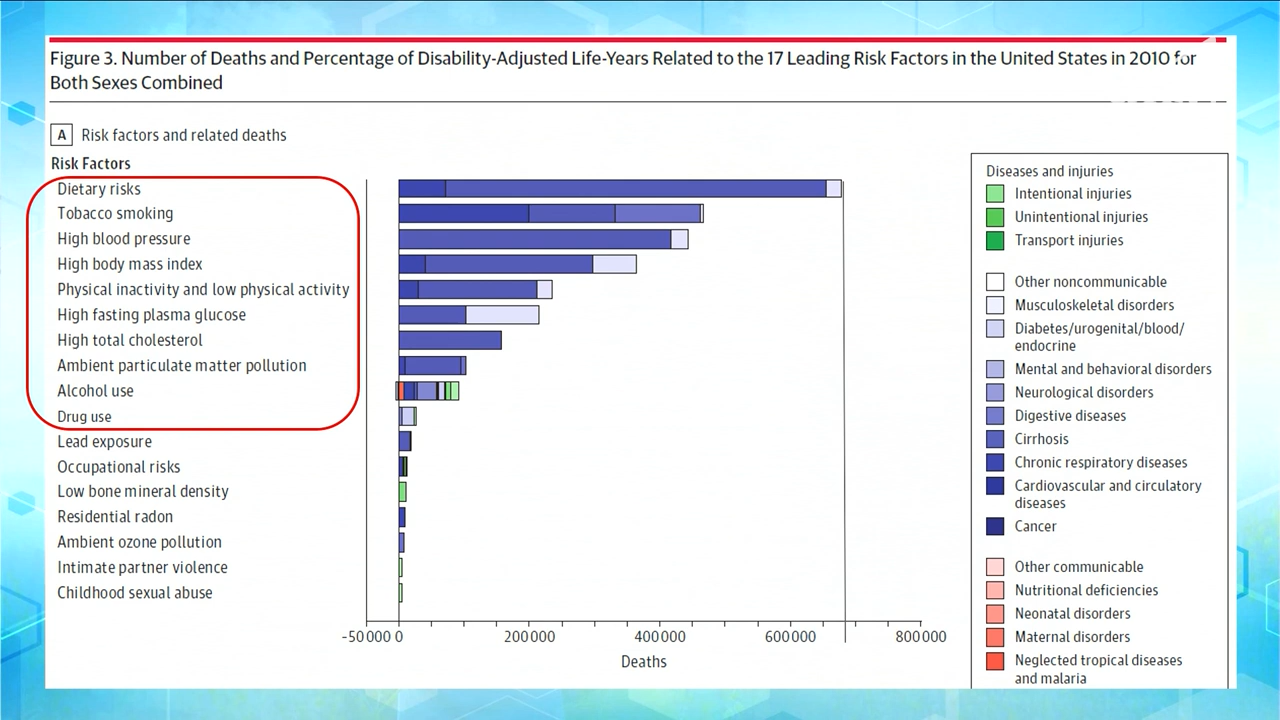 Figure 3. Number of Deaths and Percentage of Disability-Adjusted Life-Years Related to the 17 Leading Risk Factors in the United States in 2010 for
Both Sexes Combined
A Risk factors and related deaths
Risk Factors
Dietary risks
Tobacco smoking
High blood pressure
High body mass index
Physical inactivity and low physical activity
High fasting plasma glucose
High total cholesterol
Ambient particulate matter pollution
Alcohol use
Drug use
Lead exposure
Occupational risks
Low bone mineral density
Residential radon
Ambient ozone pollution
Intimate partner violence
Childhood sexual abuse
-50000 0 200000 400000 600000 800000
Deaths
Diseases and injuries
Intentional injuries
Unintentional injuries
Transport injuries
Other noncommunicable
Musculoskeletal disorders
Diabetes/urogenital/blood/
endocrine
Mental and behavioral disorders
Neurological disorders
Digestive diseases
Cirrhosis
Chronic respiratory diseases
Cardiovascular and circulatory
diseases
Cancer
Other communicable
Nutritional deficiencies
Neonatal disorders
Maternal disorders
Neglected tropical diseases
and malaria